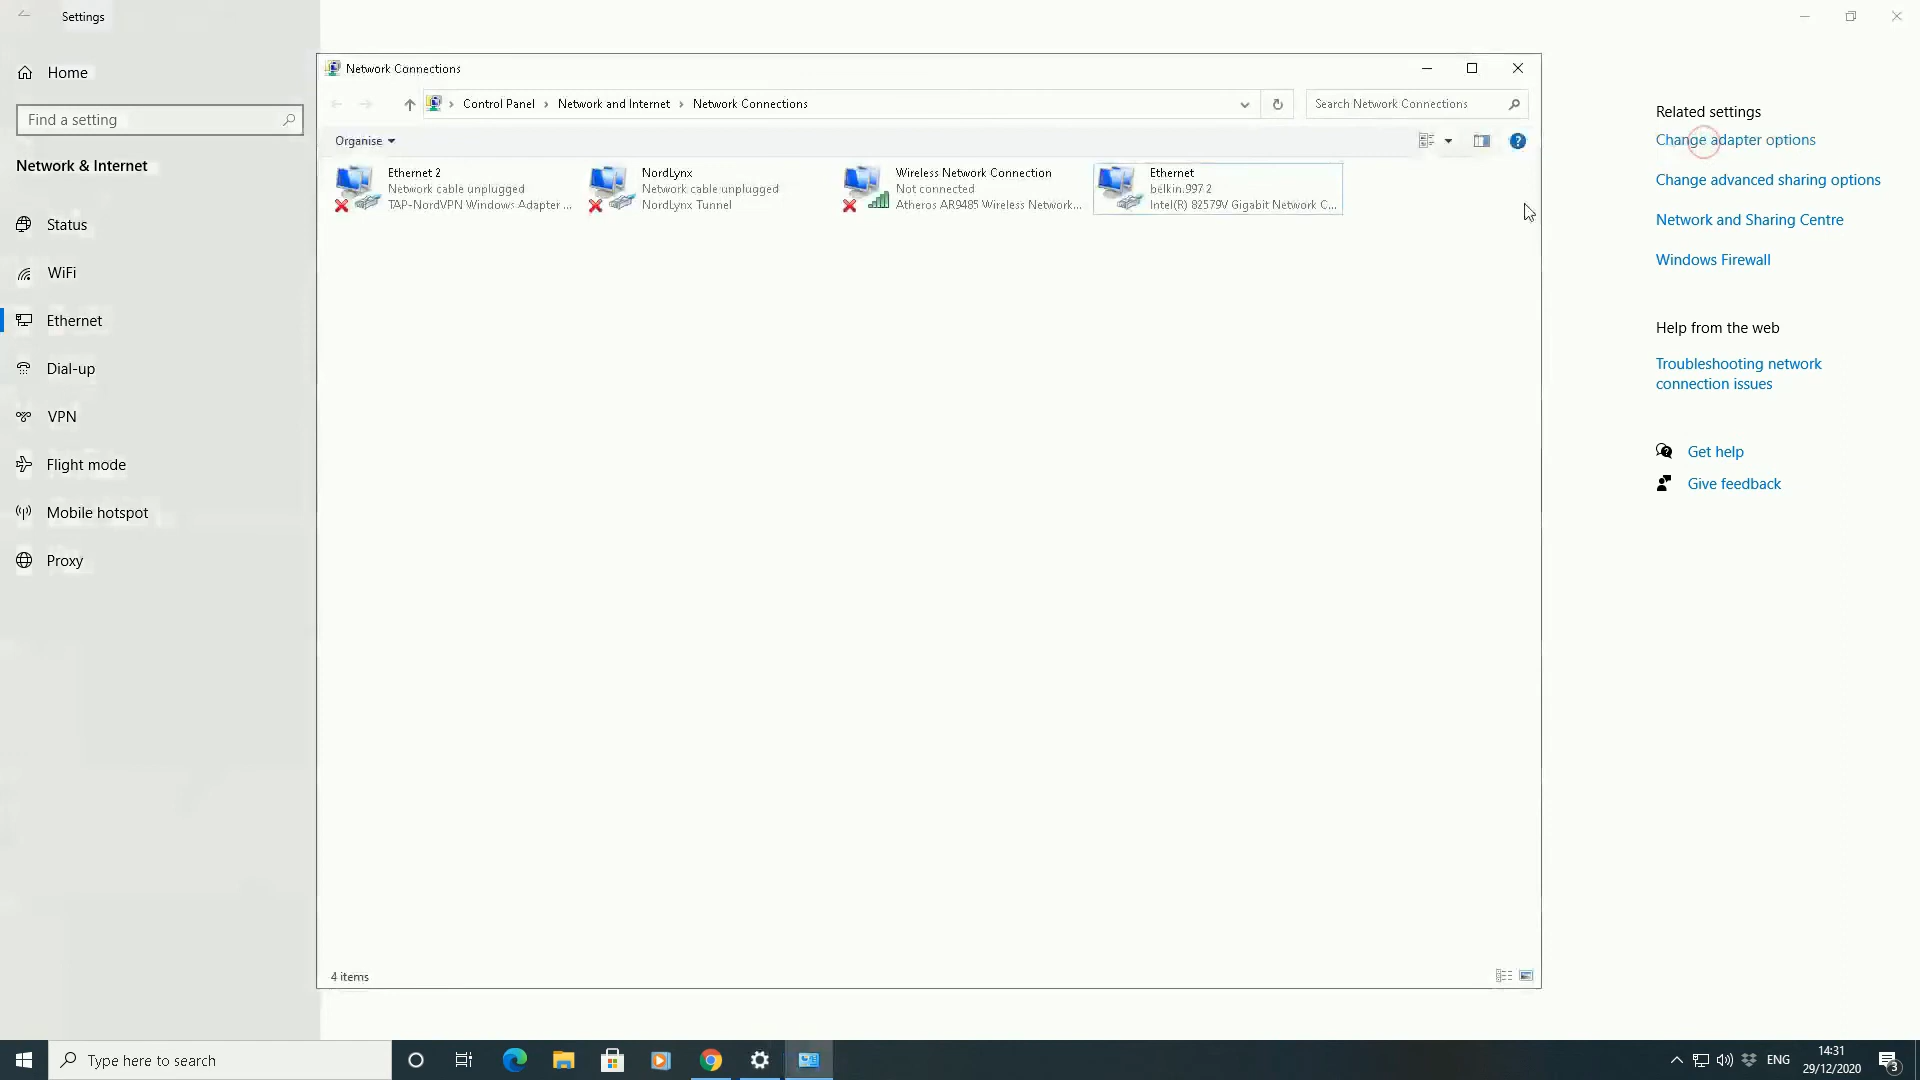 Settings
Home
Find a setting
Network & Internet
Status
WiFi
Ethernet
Dial-up
VPN
Flight mode
Mobile hotspot
Proxy
Network Connections
Control Panel > Network and Internet > Network Connections
Search Network Connections
Organise
Ethernet 2
Network cable unplugged
TAP-NordVPN Windows Adapter ...
NordLynx
Network cable unplugged
NordLynx Tunnel
Wireless Network Connection
Not connected
Atheros AR9485 Wireless Network...
Ethernet
belkin.997 2
Intel(R) 82579V Gigabit Network C...
4 items
Related settings
Change adapter options
Change advanced sharing options
Network and Sharing Centre
Windows Firewall
Help from the web
Troubleshooting network
connection issues
Get help
Give feedback
Type here to search
ENG
14:31
29/12/2020
3